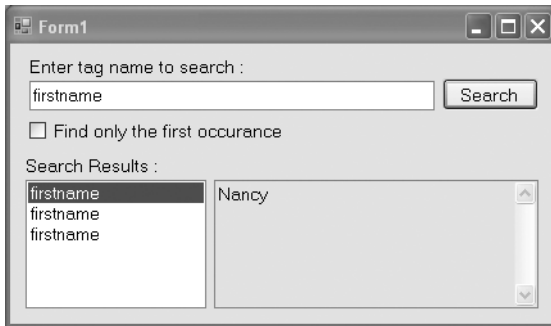 Form1
Enter tag name to search :
firstname
Search
Find only the first occurance
Search Results :
firstname
firstname
firstname
Nancy